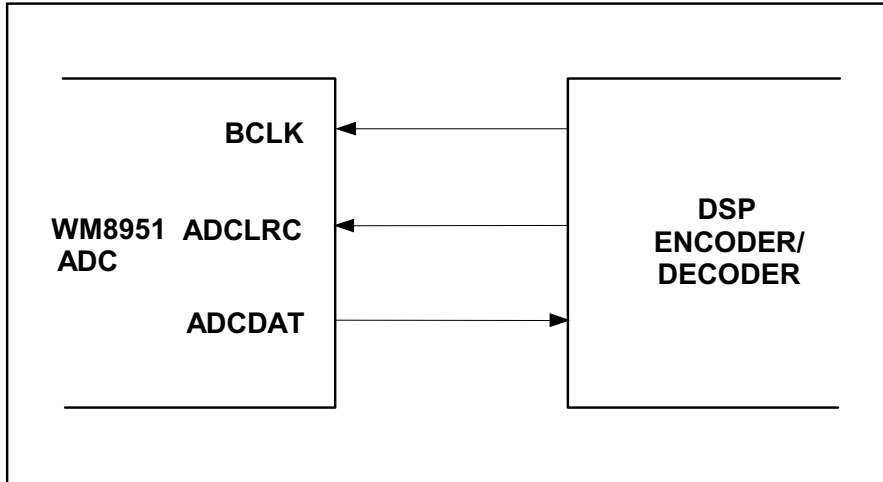 BCLK
WM8951 ADCLRC
ADC
ADCDAT
DSP
ENCODER/
DECODER